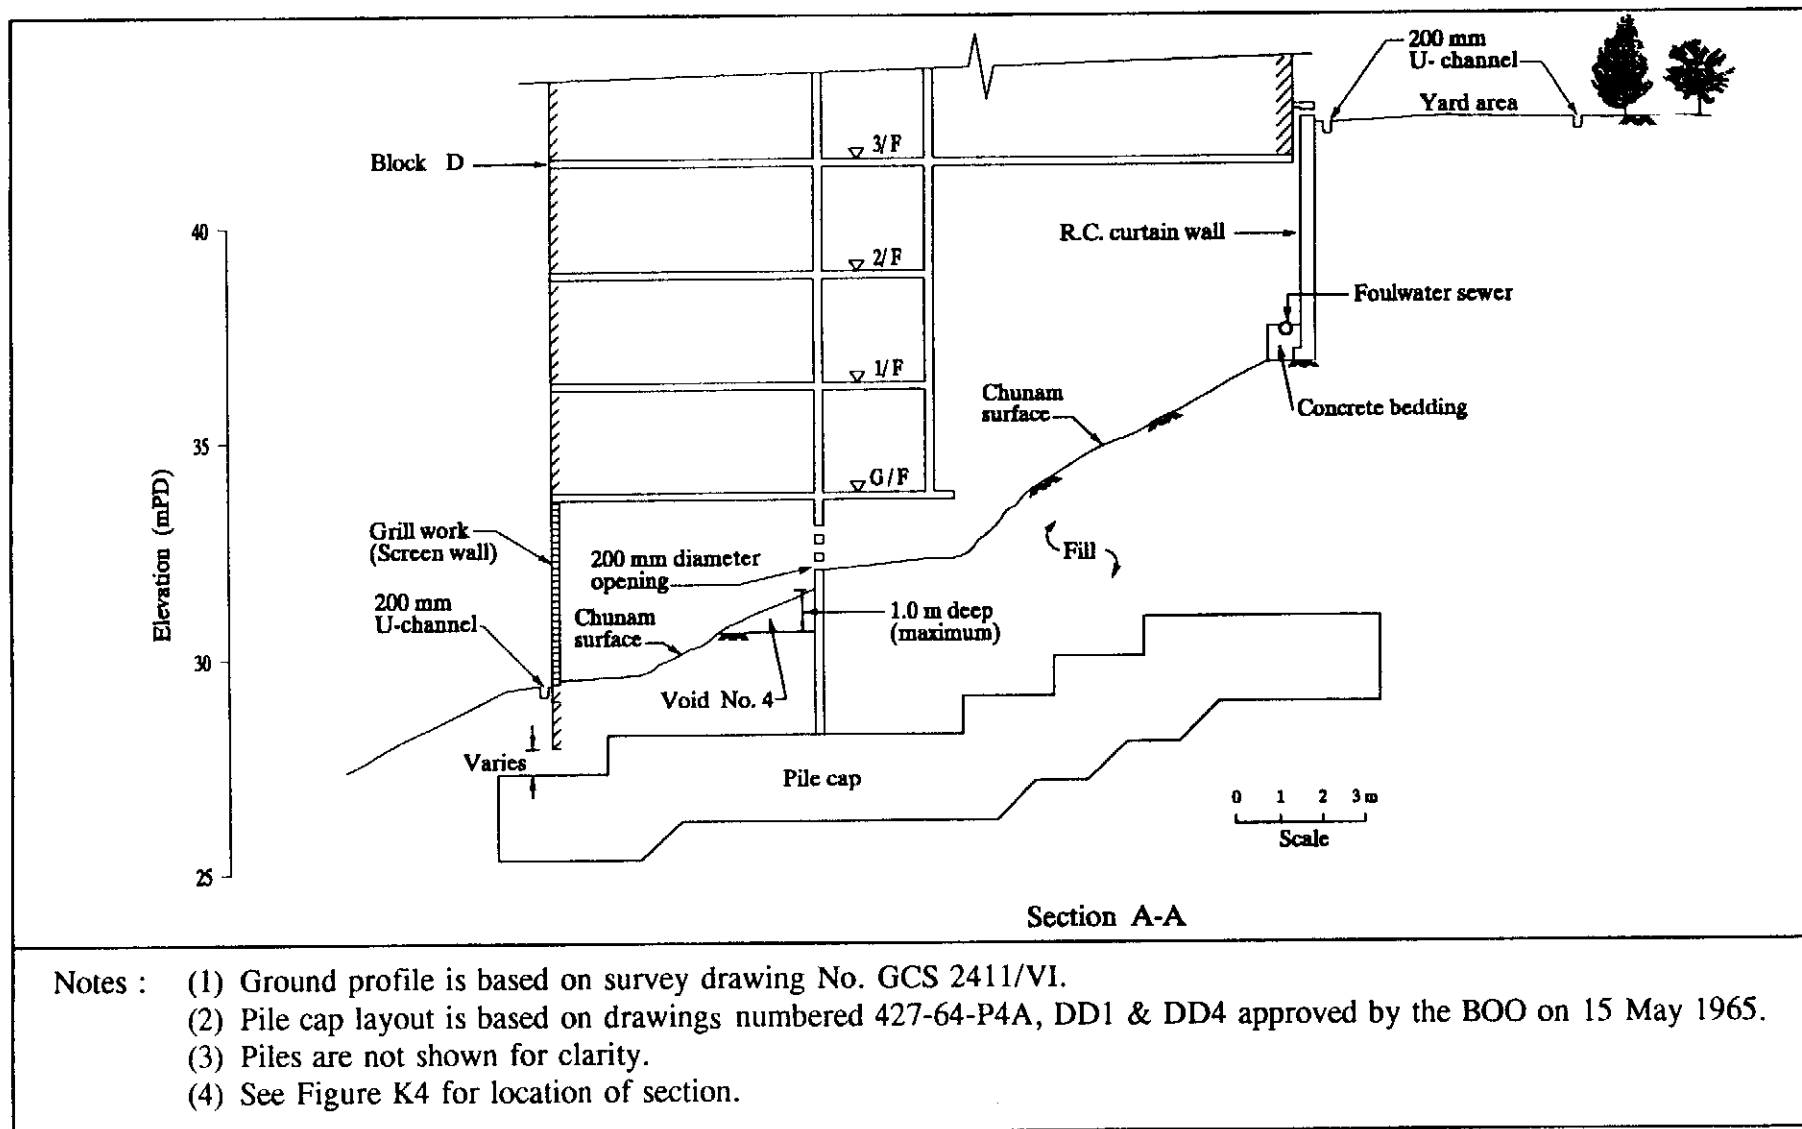 200 mm
U- channel
Yard area
3/F
Block D
40
R.C. curtain wall
2/F
Foulwater sewer
1/F
Chunam
surface
Concrete bedding
35
G/F
Elevation (mPD)
Grill work
(Screen wall)
200 mm diameter
opening
Fill
200 mm
U-channel
Chunam
surface
1.0 m deep
(maximum)
30
Void No. 4
Varies
Pile cap
0 1 2 3 m
Scale
25
Section A-A
Notes : (1) Ground profile is based on survey drawing No. GCS 2411/VI.
(2) Pile cap layout is based on drawings numbered 427-64-P4A, DD1 & DD4 approved by the BOO on 15 May 1965.
(3) Piles are not shown for clarity.
(4) See Figure K4 for location of section.